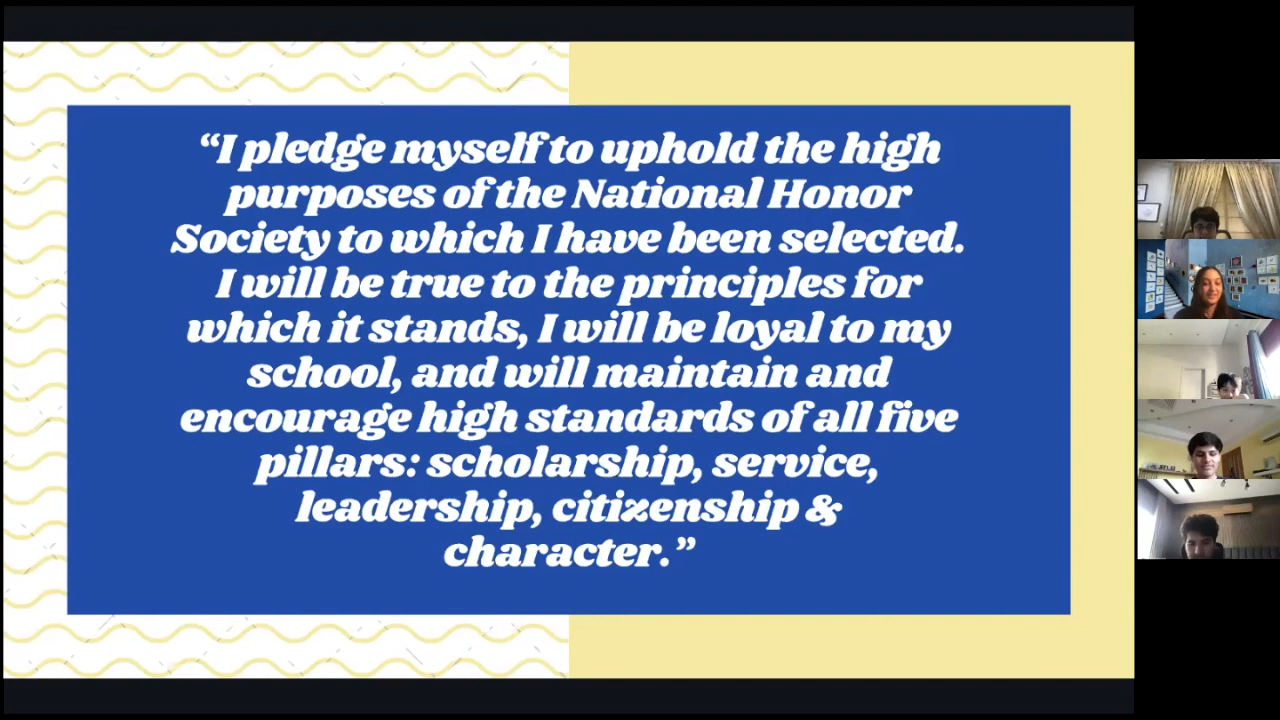 “I pledge myself to uphold the high
purposes of the National Honor
Society to which I have been selected.
I will be true to the principles for
which it stands, I will be loyal to my
school, and will maintain and
encourage high standards of all five
pillars: scholarship, service,
leadership, citizenship &
character.”